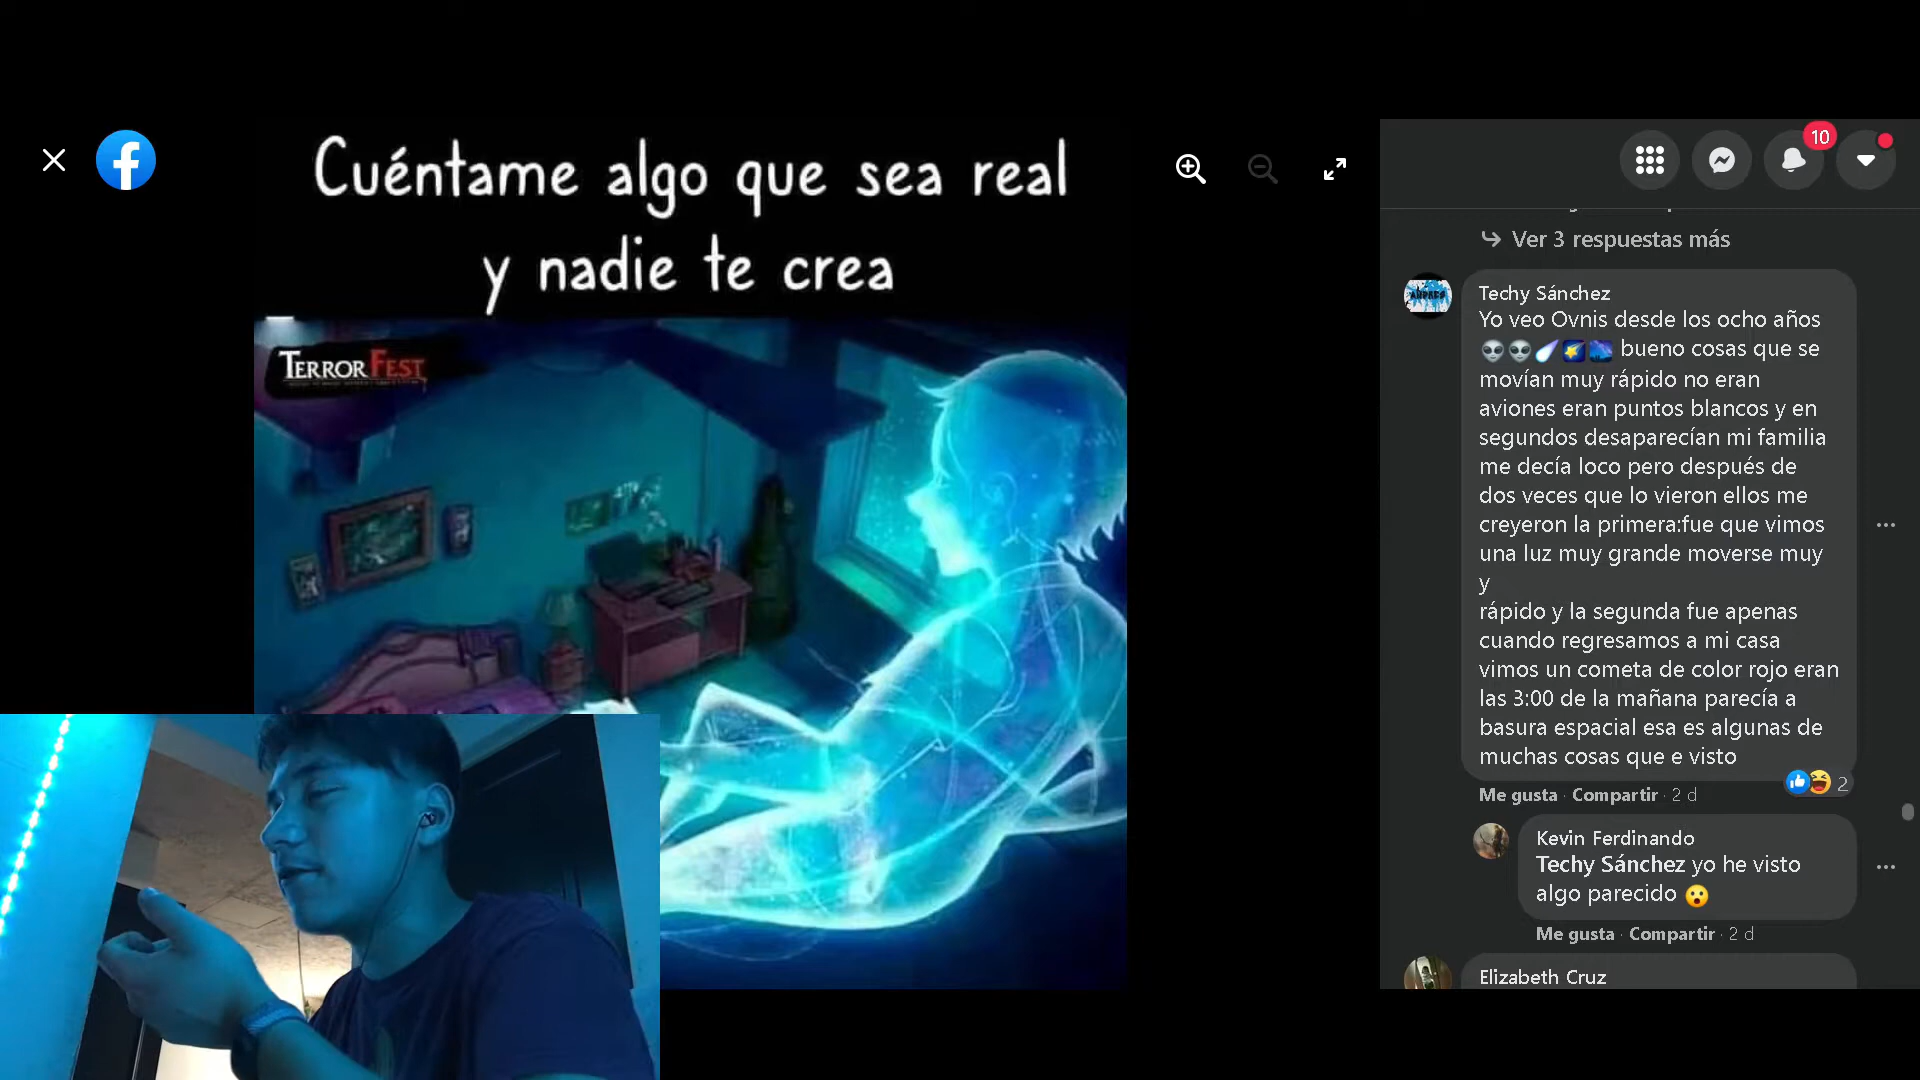 Cuéntame algo que sea real
y nadie te crea
TERRORFEST
10
Ver 3 respuestas más
Techy Sánchez
Yo veo Ovnis desde los ocho años
👽👽☄️🌠🌌 bueno cosas que se
movían muy rápido no eran
aviones eran puntos blancos y en
segundos desaparecían mi familia
me decía loco pero después de
dos veces que lo vieron ellos me
creyeron la primera:fue que vimos
una luz muy grande moverse muy
y
rápido y la segunda fue apenas
cuando regresamos a mi casa
vimos un cometa de color rojo eran
las 3:00 de la mañana parecía a
basura espacial esa es algunas de
muchas cosas que e visto
2
Me gusta · Compartir · 2 d
Kevin Ferdinando
Techy Sánchez yo he visto
algo parecido 😮
Me gusta · Compartir · 2 d
Elizabeth Cruz